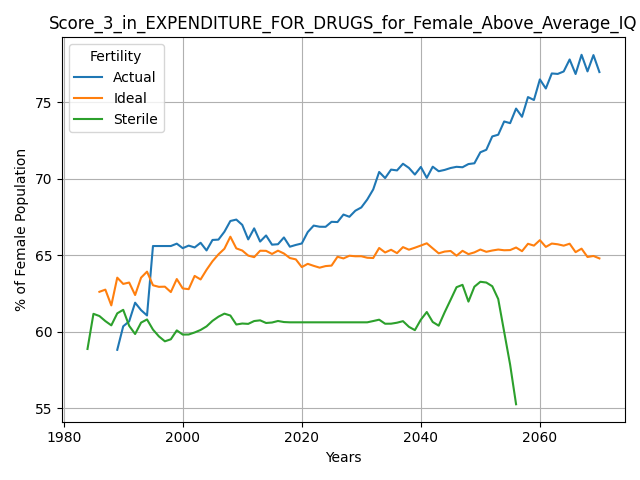 Score_3_in_EXPENDITURE_FOR_DRUGS_for_Female_Above_Average_IQ
Fertility
Actual
Ideal
Sterile
% of Female Population
75
70
65
60
55
1980
2000
2020
2040
2060
Years